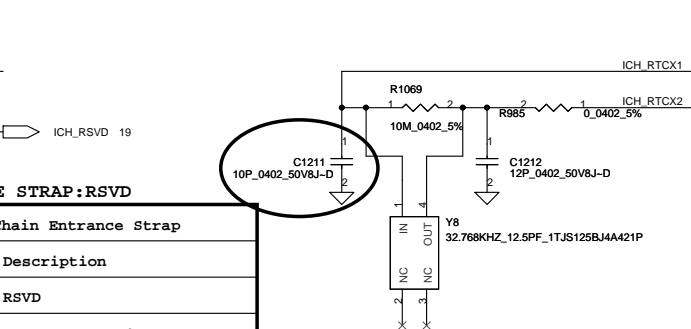 ICH_RTCX1
R1069
1
2
R985
2
1
ICH_RTCX2
0_0402_5%
10M_0402_5%
ICH_RSVD 19
1
C1211
10P_0402_50V8J~D
2
1
C1212
12P_0402_50V8J~D
2
E STRAP:RSVD
Chain Entrance Strap
Description
RSVD
1
4
IN
OUT
Y8
32.768KHZ_12.5PF_1TJS125BJ4A421P
NC
NC
2
3